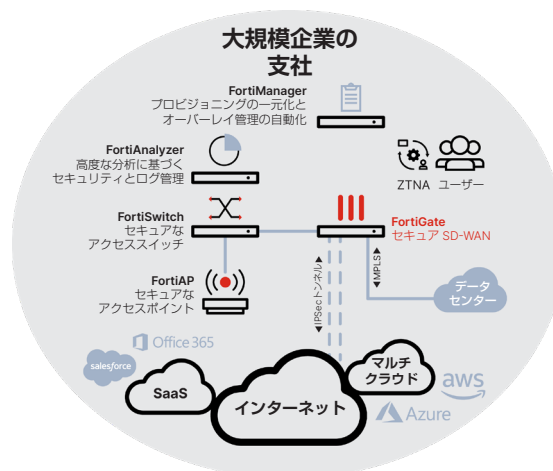 大規模企業の
支社
FortiManager
プロビジョニングの一元化と
オーバーレイ管理の自動化
FortiAnalyzer
高度な分析に基づく
セキュリティとログ管理
ZTNA
ユーザー
FortiSwitch
セキュアな
アクセススイッチ
FortiGate
セキュア SD-WAN
◀IPSecトンネル▶
◀MPLS▶
FortiAP
セキュアな
アクセスポイント
データ
センター
Office 365
salesforce
SaaS
インターネット
マルチ
クラウド
aws
Azure